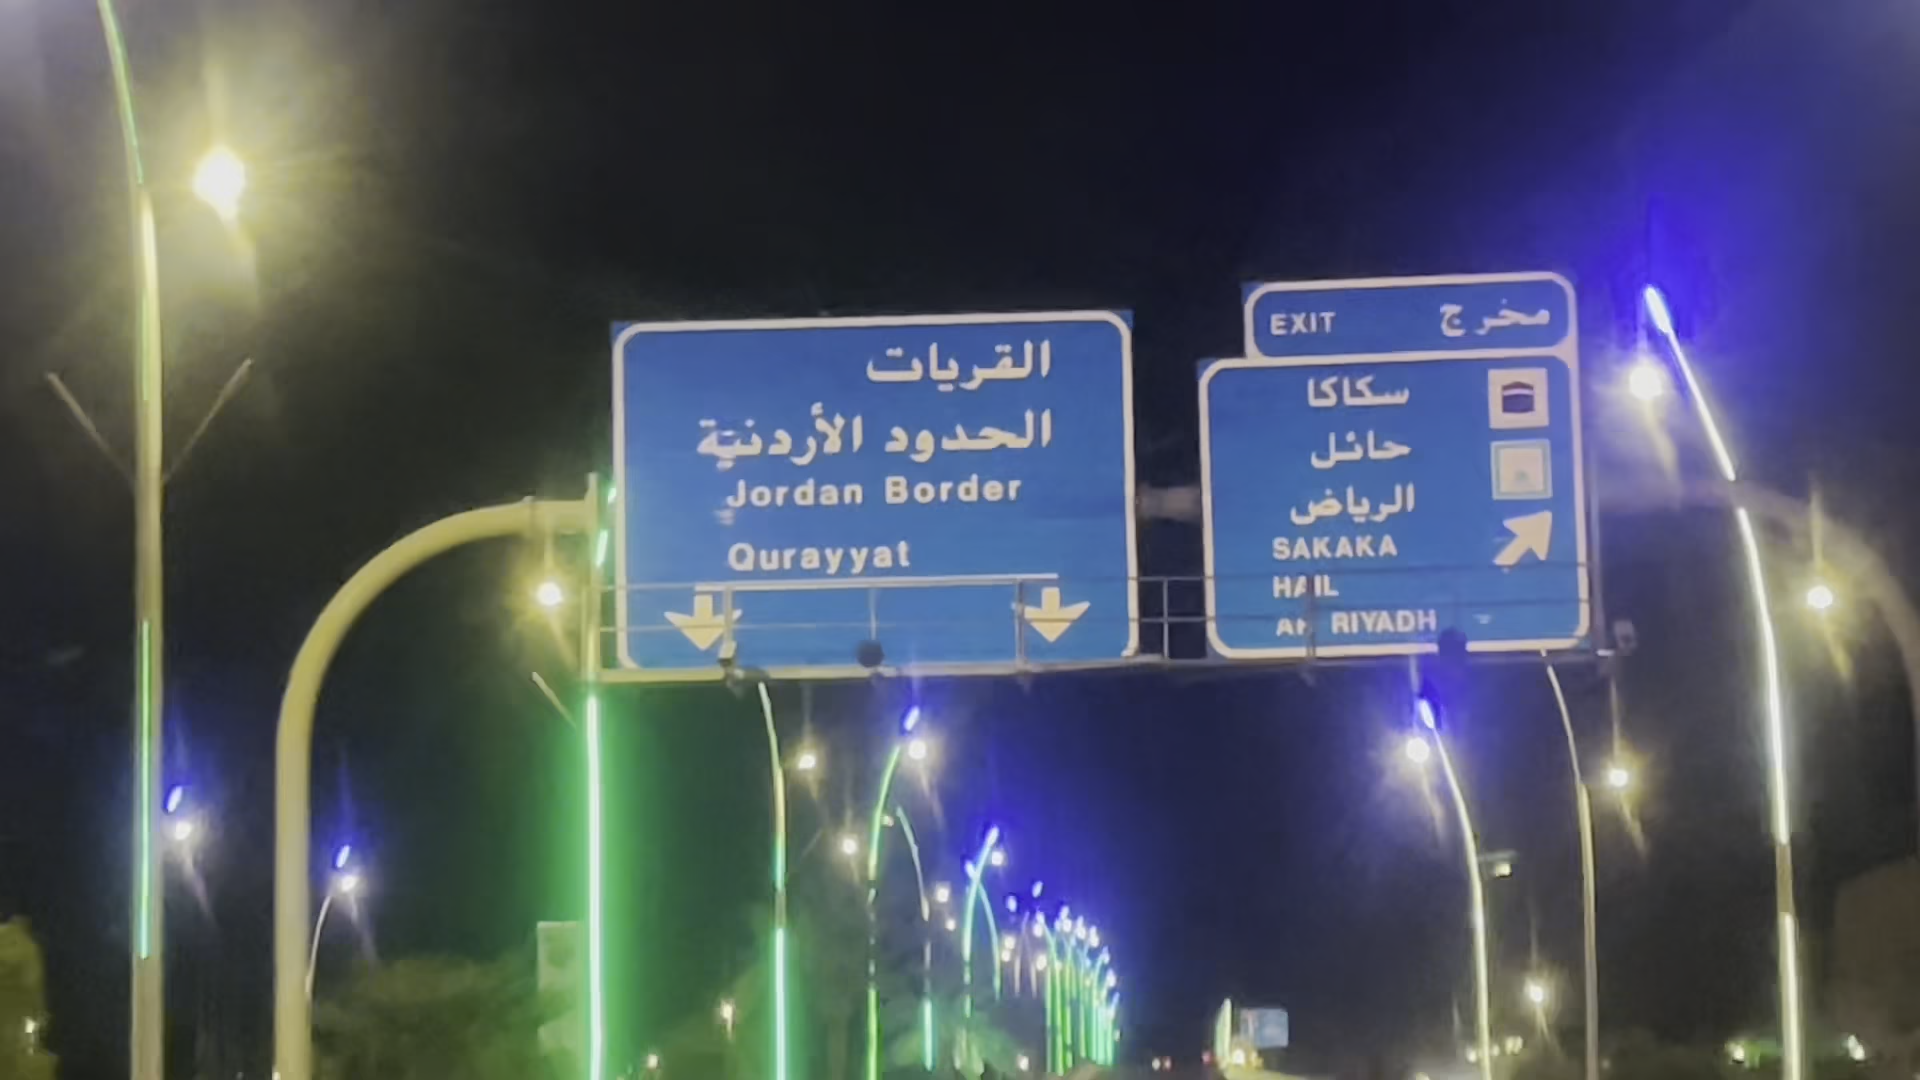 القريات
الحدود الأردنية
Jordan Border
Qurayyat
EXIT مخرج
سكاكا
حائل
الرياض
SAKAKA
HAIL
RIYADH